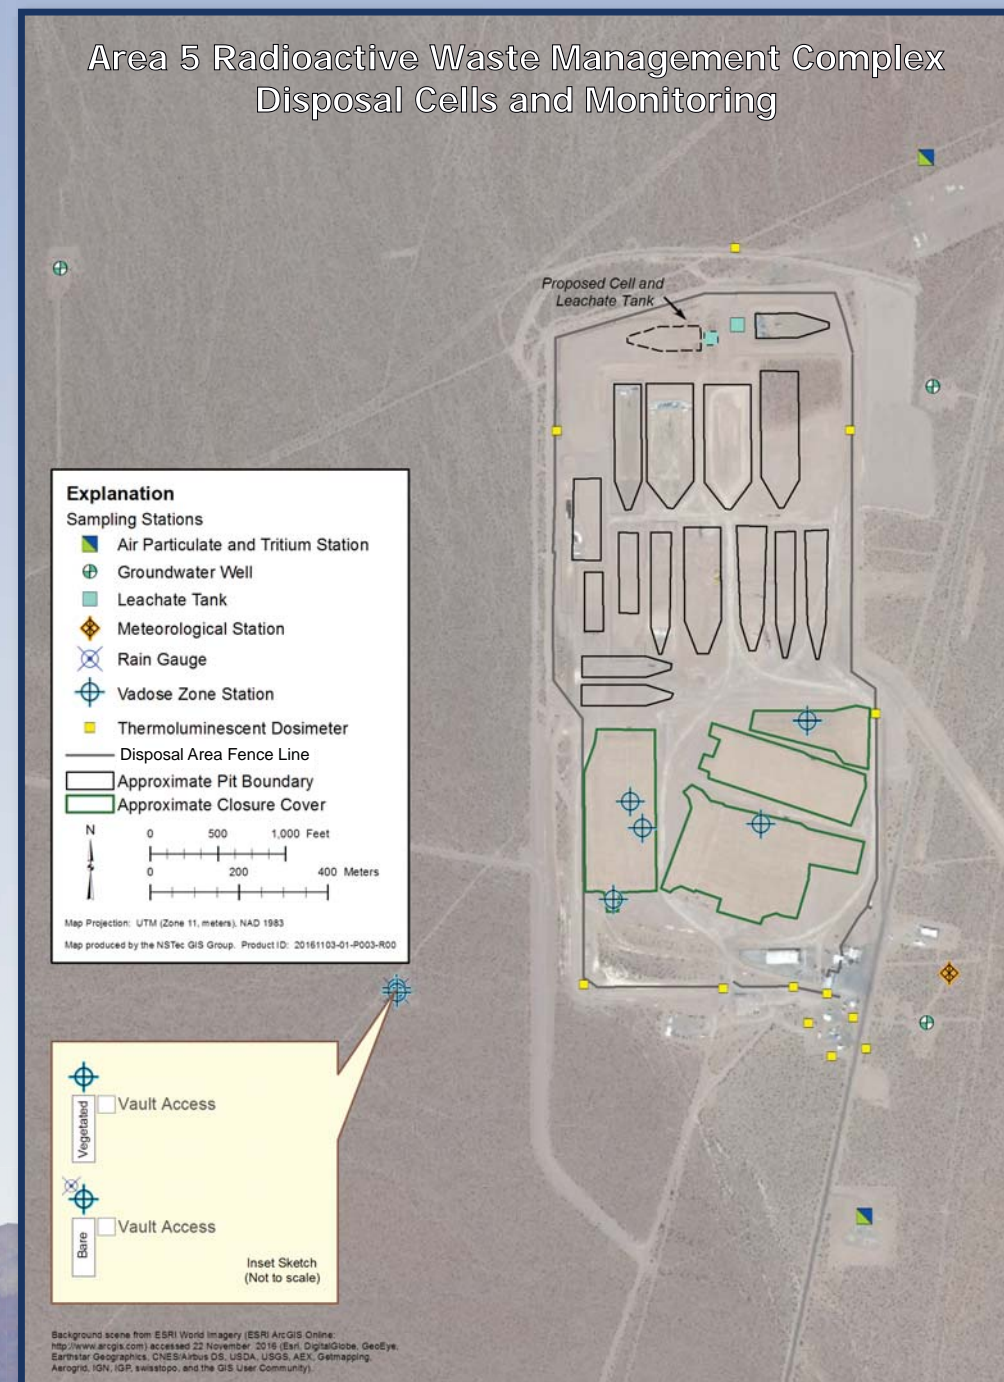 Area 5 Radioactive Waste Management Complex
Disposal Cells and Monitoring
Proposed Cell and
Leachate Tank
Explanation
Sampling Stations
Air Particulate and Tritium Station
Groundwater Well
Leachate Tank
Meteorological Station
Rain Gauge
Vadose Zone Station
Thermoluminescent Dosimeter
Disposal Area Fence Line
Approximate Pit Boundary
Approximate Closure Cover
N
0 500 1,000 Feet
0 200 400 Meters
Map Projection: UTM (Zone 11, meters), NAD 1983
Map produced by the NSTec GIS Group. Product ID: 20161103-01-P003-R00
Vault Access
Vegetated
Vault Access
Bare
Inset Sketch
(Not to scale)
Background scene from ESRI World Imagery (ESRI ArcGIS Online:
http://www.arcgis.com) accessed 22 November 2016 (Esri, DigitalGlobe, GeoEye,
Earthstar Geographics, CNES/Airbus DS, USDA, USGS, AEX, Getmapping,
Aerogrid, IGN, IGP, swisstopo, and the GIS User Community).